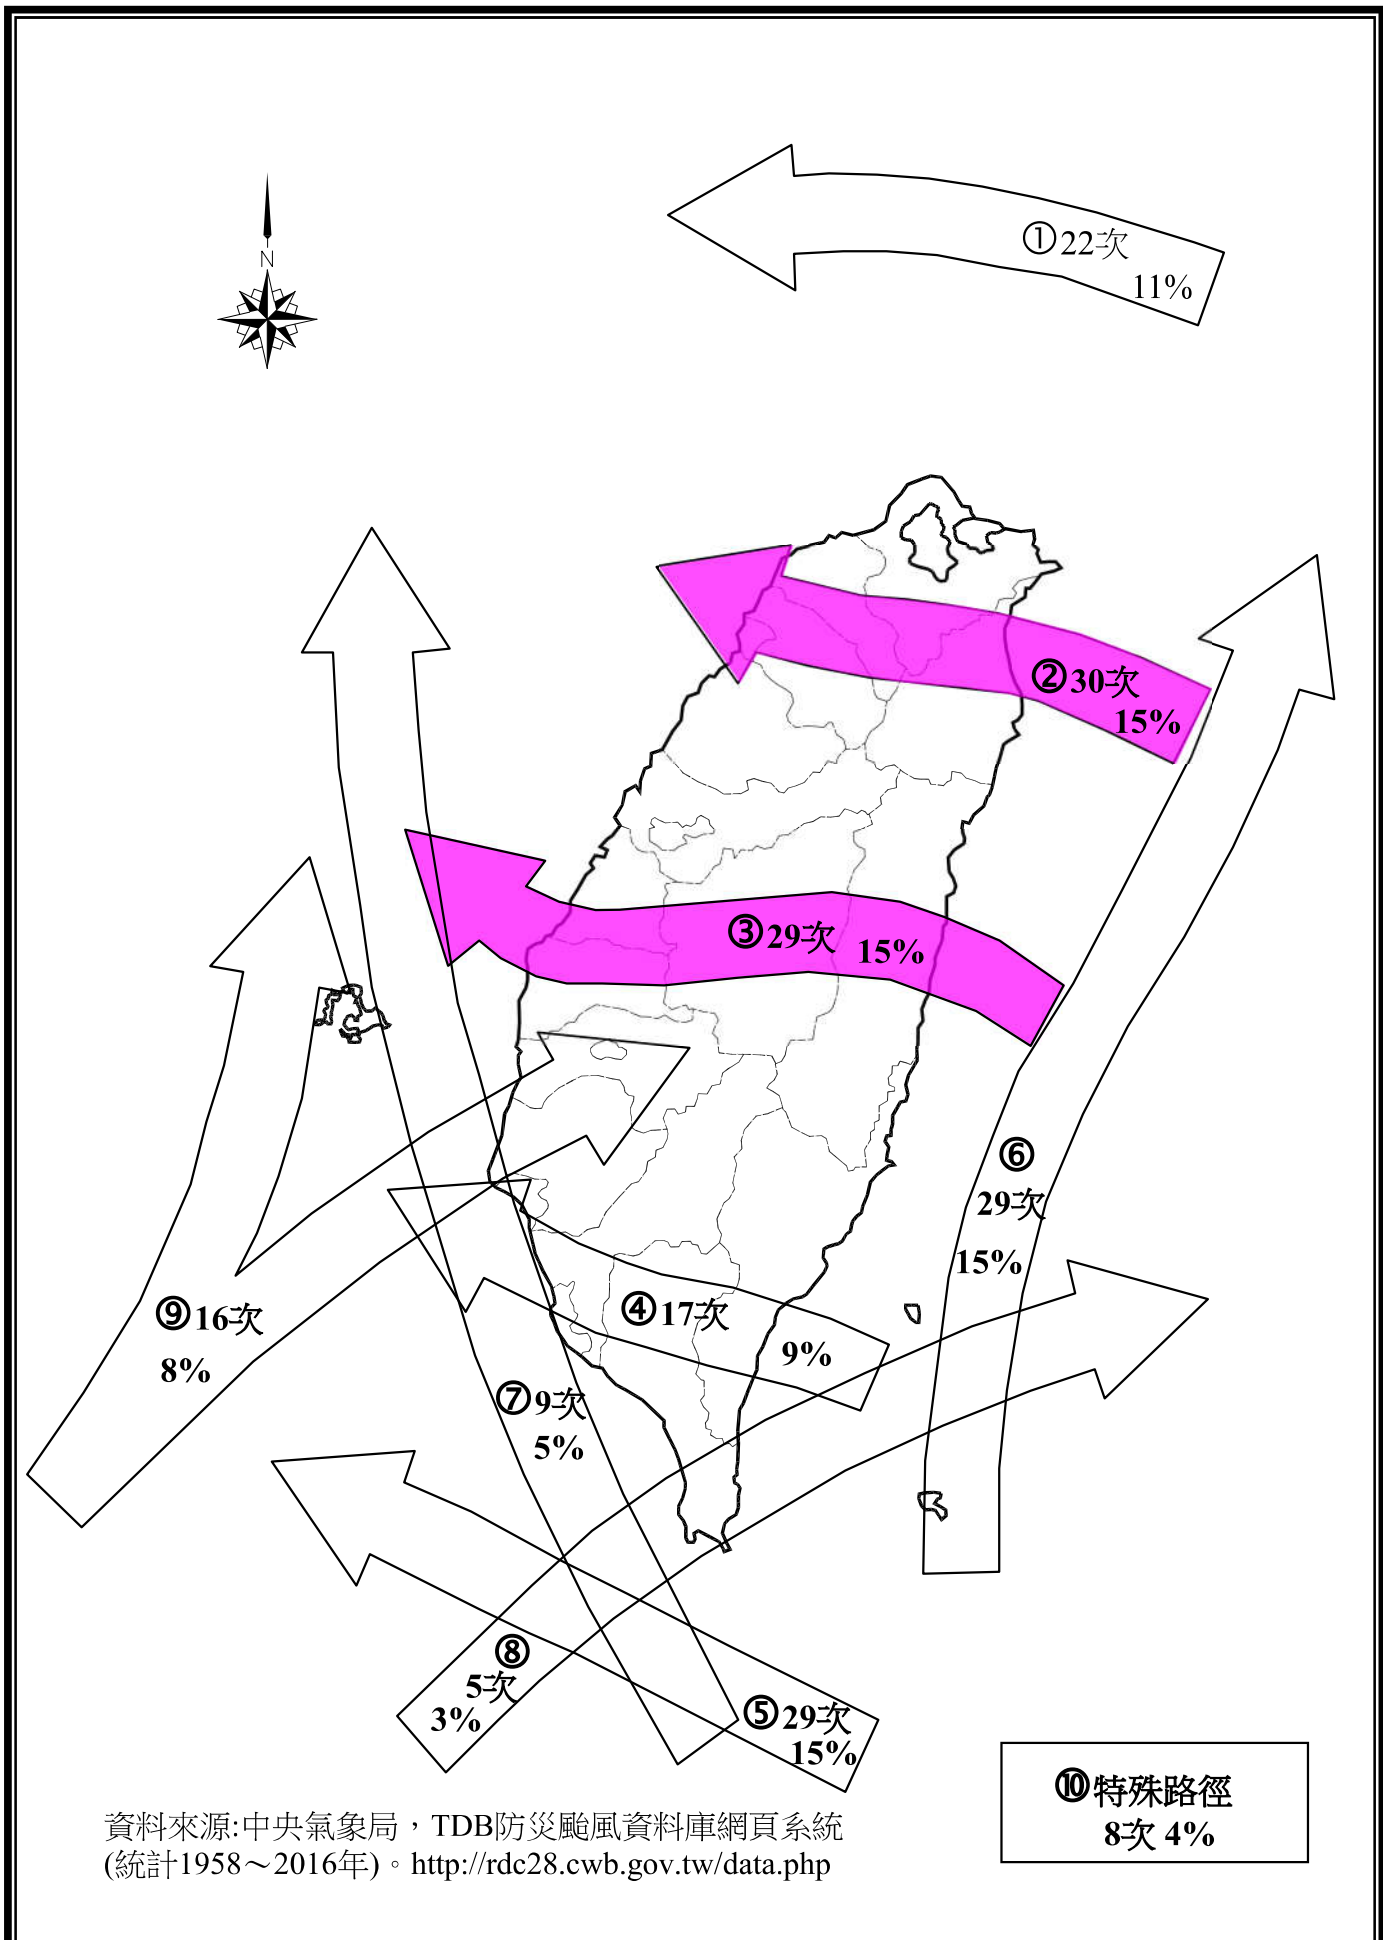 ①22次
11%
N
②30次
15%
③29次 15%
⑥
29次
15%
④17次
9%
⑨16次
8%
⑦9次
5%
⑧
5次
3%
⑤29次
15%
⑩特殊路徑
8次 4%
資料來源:中央氣象局，TDB防災颱風資料庫網頁系統
(統計1958～2016年)。http://rdc28.cwb.gov.tw/data.php